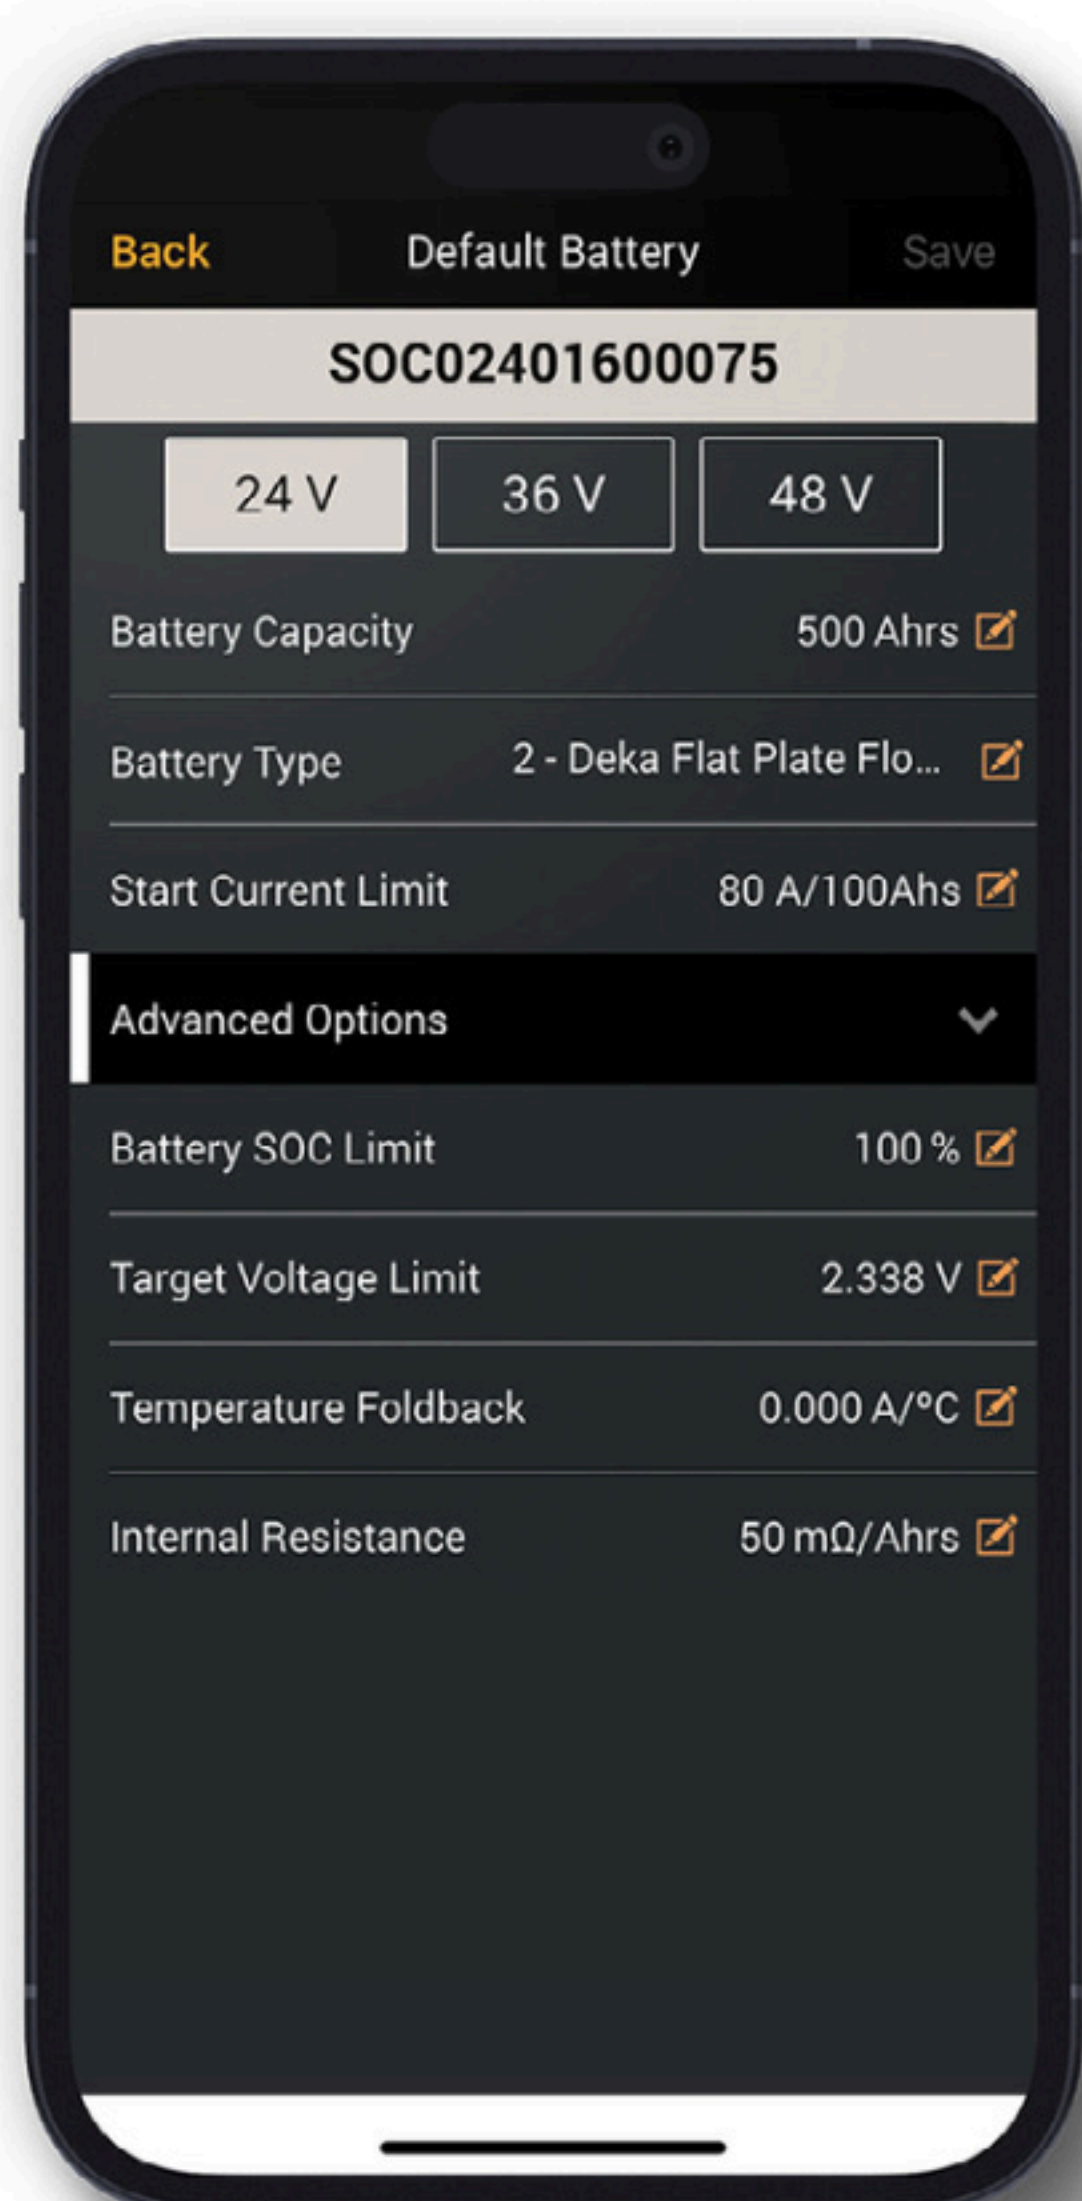 Back Default Battery Save
SOC02401600075
24 V 36 V 48 V
Battery Capacity 500 Ahrs
Battery Type 2 - Deka Flat Plate Flo...
Start Current Limit 80 A/100Ahs
Advanced Options
Battery SOC Limit 100 %
Target Voltage Limit 2.338 V
Temperature Foldback 0.000 A/ºC
Internal Resistance 50 mΩ/Ahrs